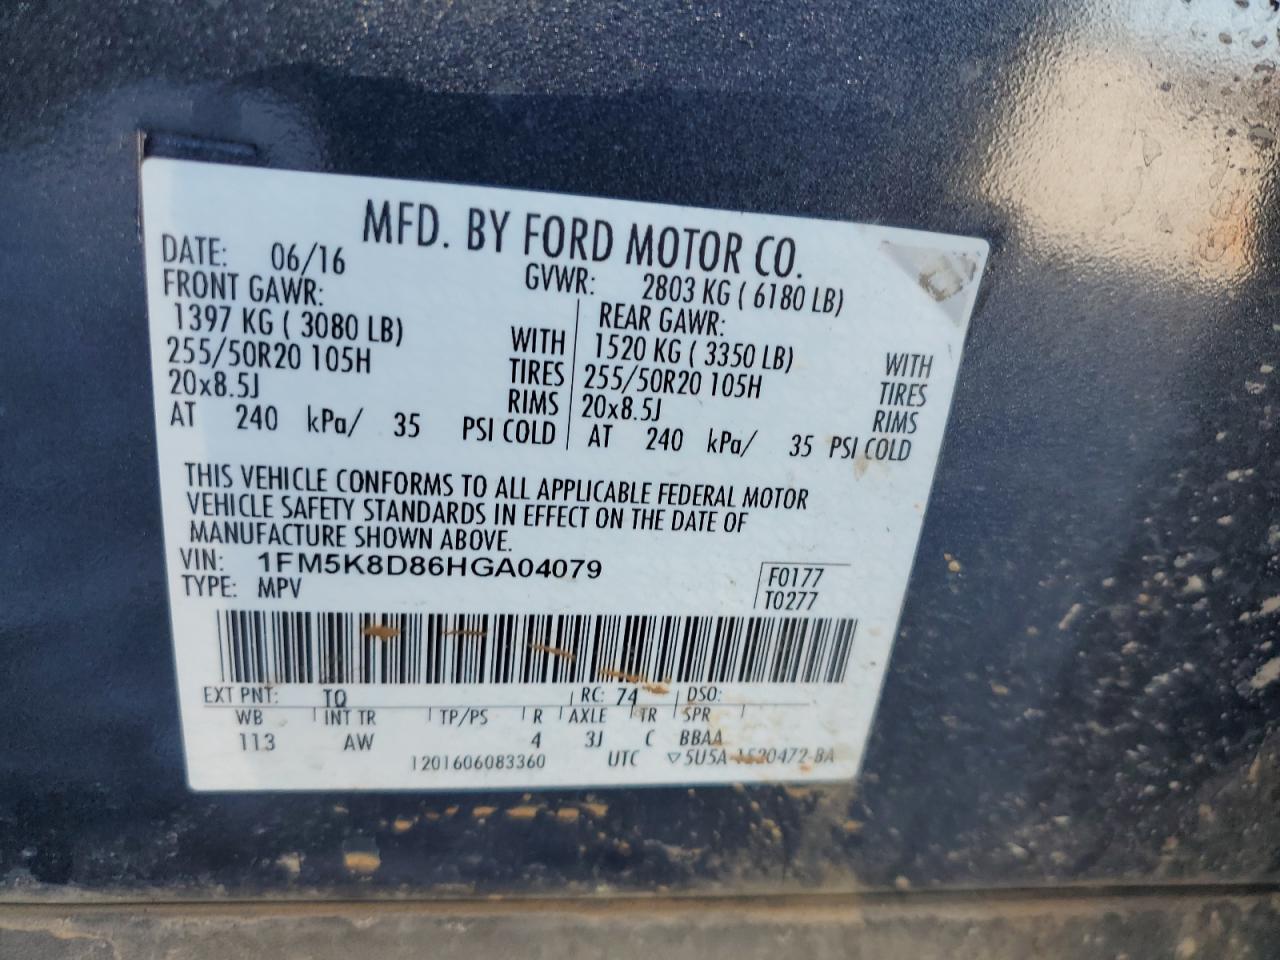 MFD. BY FORD MOTOR CO.
DATE: 06/16 GVWR: 2803 KG ( 6180 LB)
FRONT GAWR: REAR GAWR:
1397 KG ( 3080 LB) WITH 1520 KG ( 3350 LB) WITH
255/50R20 105H TIRES 255/50R20 105H TIRES
20x8.5J RIMS 20x8.5J RIMS
AT 240 kPa/ 35 PSI COLD AT 240 kPa/ 35 PSI COLD
THIS VEHICLE CONFORMS TO ALL APPLICABLE FEDERAL MOTOR
VEHICLE SAFETY STANDARDS IN EFFECT ON THE DATE OF
MANUFACTURE SHOWN ABOVE.
VIN: 1FM5K8D86HGA04079 F0177
TYPE: MPV T0277
EXT PNT: TQ RC: 74 DSO:
WB INT TR TP/PS R AXLE TR SPR
113 AW 4 3J C BBAA
1201606083360 UTC ▽5U5A-1520472-BA